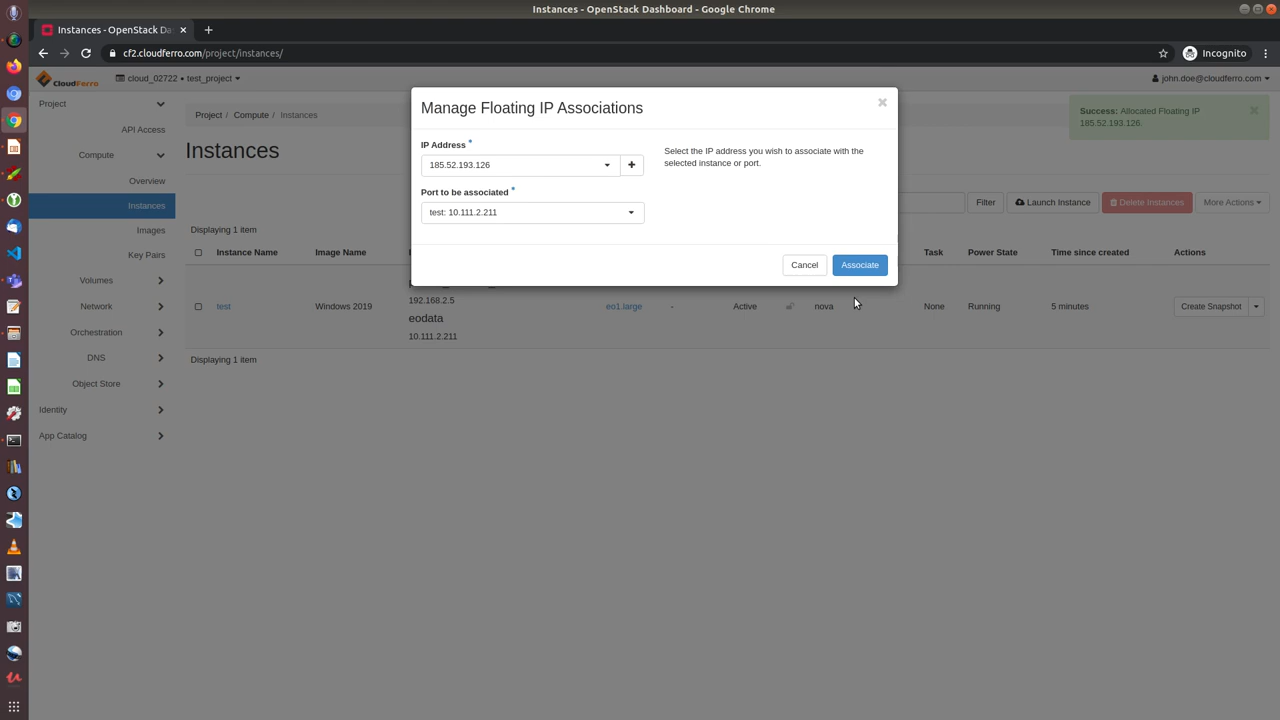 Instances - OpenStack Dashboard - Google Chrome
Instances - OpenStack Da
cf2.cloudferro.com/project/instances/
Incognito
CloudFerro
cloud_02722 • test_project
john.doe@cloudferro.com
Project
API Access
Compute
Overview
Instances
Images
Key Pairs
Volumes
Network
Orchestration
DNS
Object Store
Identity
App Catalog
Project / Compute / Instances
Instances
Success: Allocated Floating IP
185.52.193.126.
Manage Floating IP Associations
IP Address *
185.52.193.126
Port to be associated *
test: 10.111.2.211
Select the IP address you wish to associate with the
selected instance or port.
Cancel
Associate
Filter
Launch Instance
Delete Instances
More Actions
Displaying 1 item
Instance Name Image Name Task Power State Time since created Actions
192.168.2.5
test Windows 2019 eo1.large - Active nova None Running 5 minutes Create Snapshot
eodata
10.111.2.211
Displaying 1 item